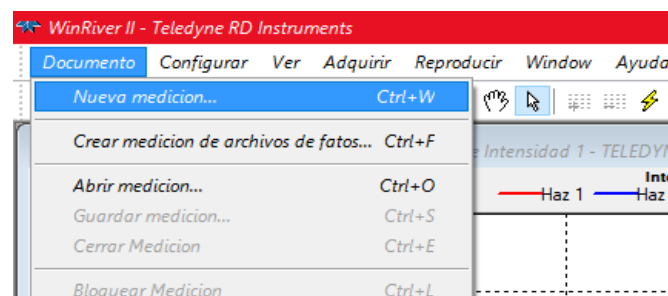 WinRiver II - Teledyne RD Instruments
Documento Configurar Ver Adquirir Reproducir Window Ayuda
Nueva medicion... Ctrl+W
Crear medicion de archivos de fatos... Ctrl+F
e Intensidad 1 - TELEDYN
Abrir medicion... Ctrl+O
Inte
Haz 1 Haz
Guardar medicion... Ctrl+S
Cerrar Medicion Ctrl+E
Bloquear Medicion Ctrl+L